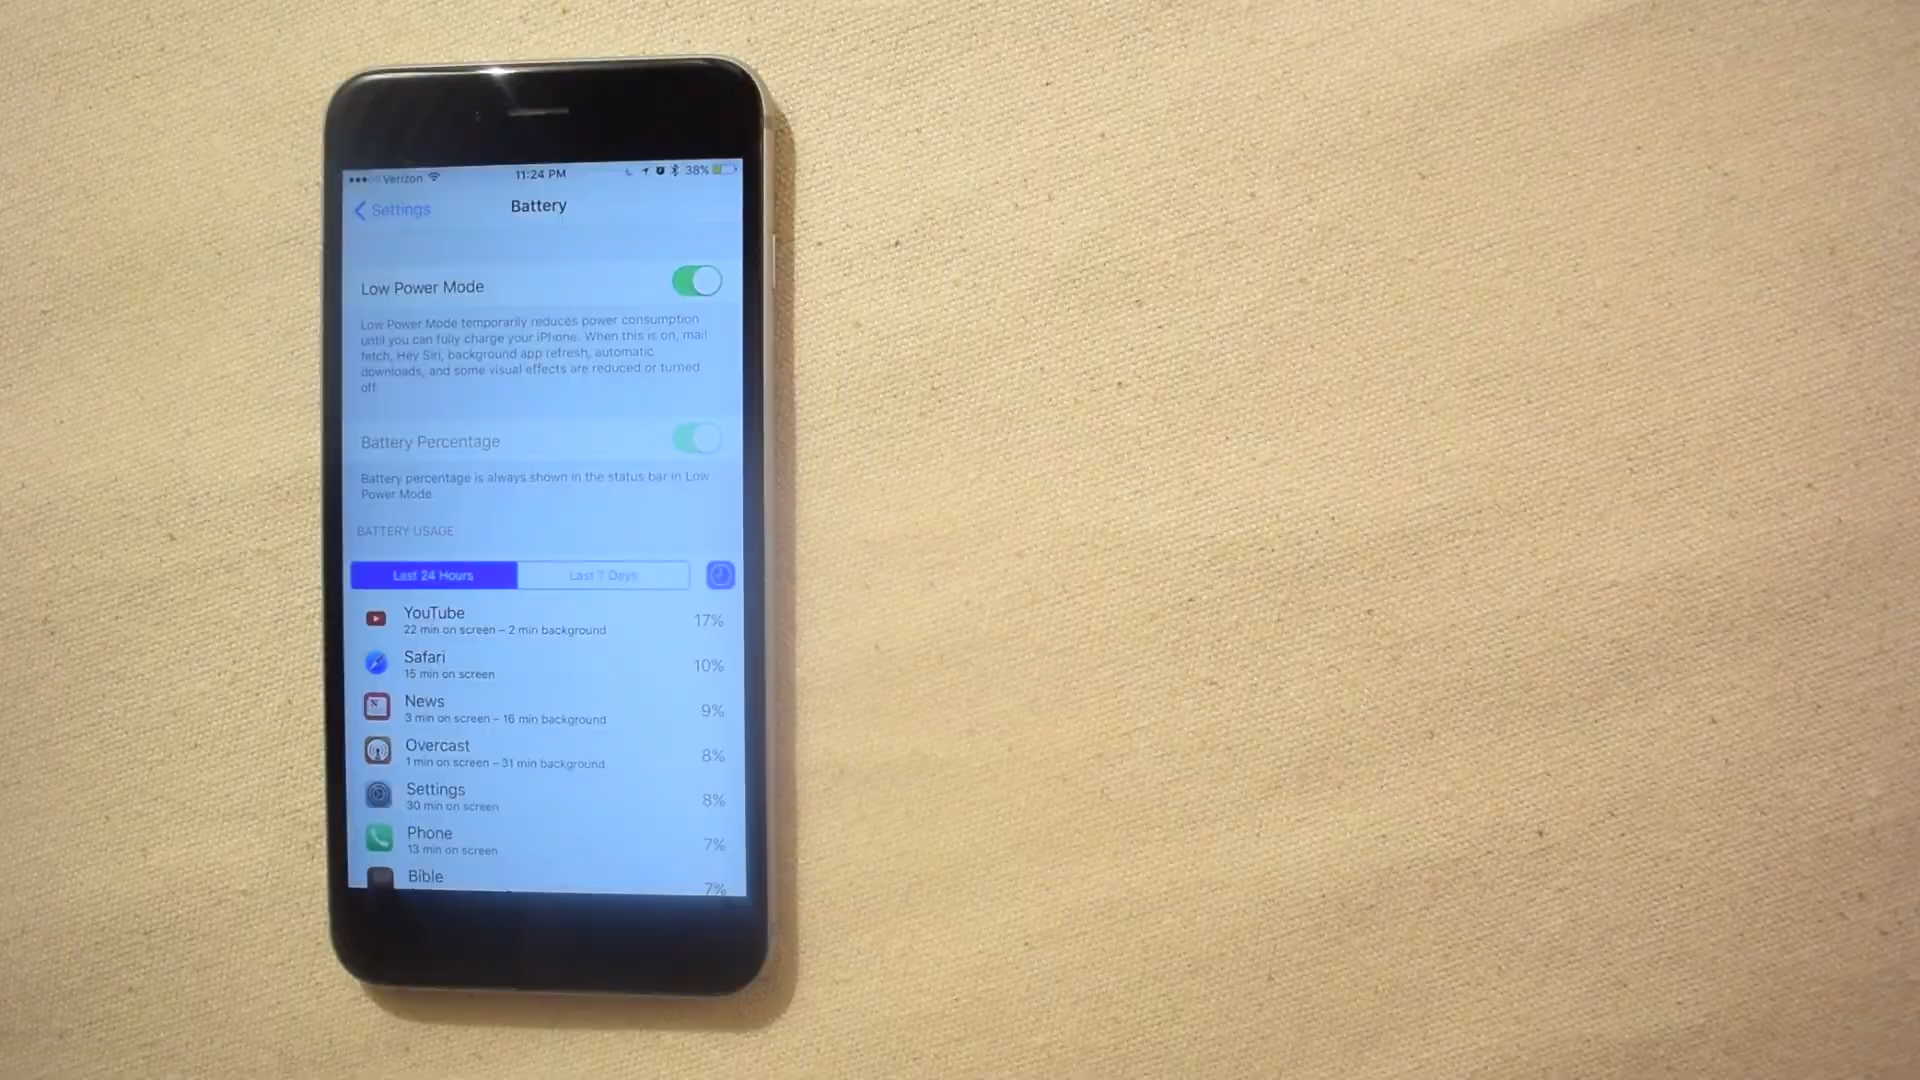 Verizon 11:24 PM 38%
Settings Battery
Low Power Mode
Low Power Mode temporarily reduces power consumption
until you can fully charge your iPhone. When this is on, mail
fetch, Hey Siri, background app refresh, automatic
downloads, and some visual effects are reduced or turned
off.
Battery Percentage
Battery percentage is always shown in the status bar in Low
Power Mode.
BATTERY USAGE
Last 24 Hours Last 7 Days
YouTube
22 min on screen – 2 min background
17%
Safari
15 min on screen
10%
News
3 min on screen – 16 min background
9%
Overcast
1 min on screen – 31 min background
8%
Settings
30 min on screen
8%
Phone
13 min on screen
7%
Bible
7%